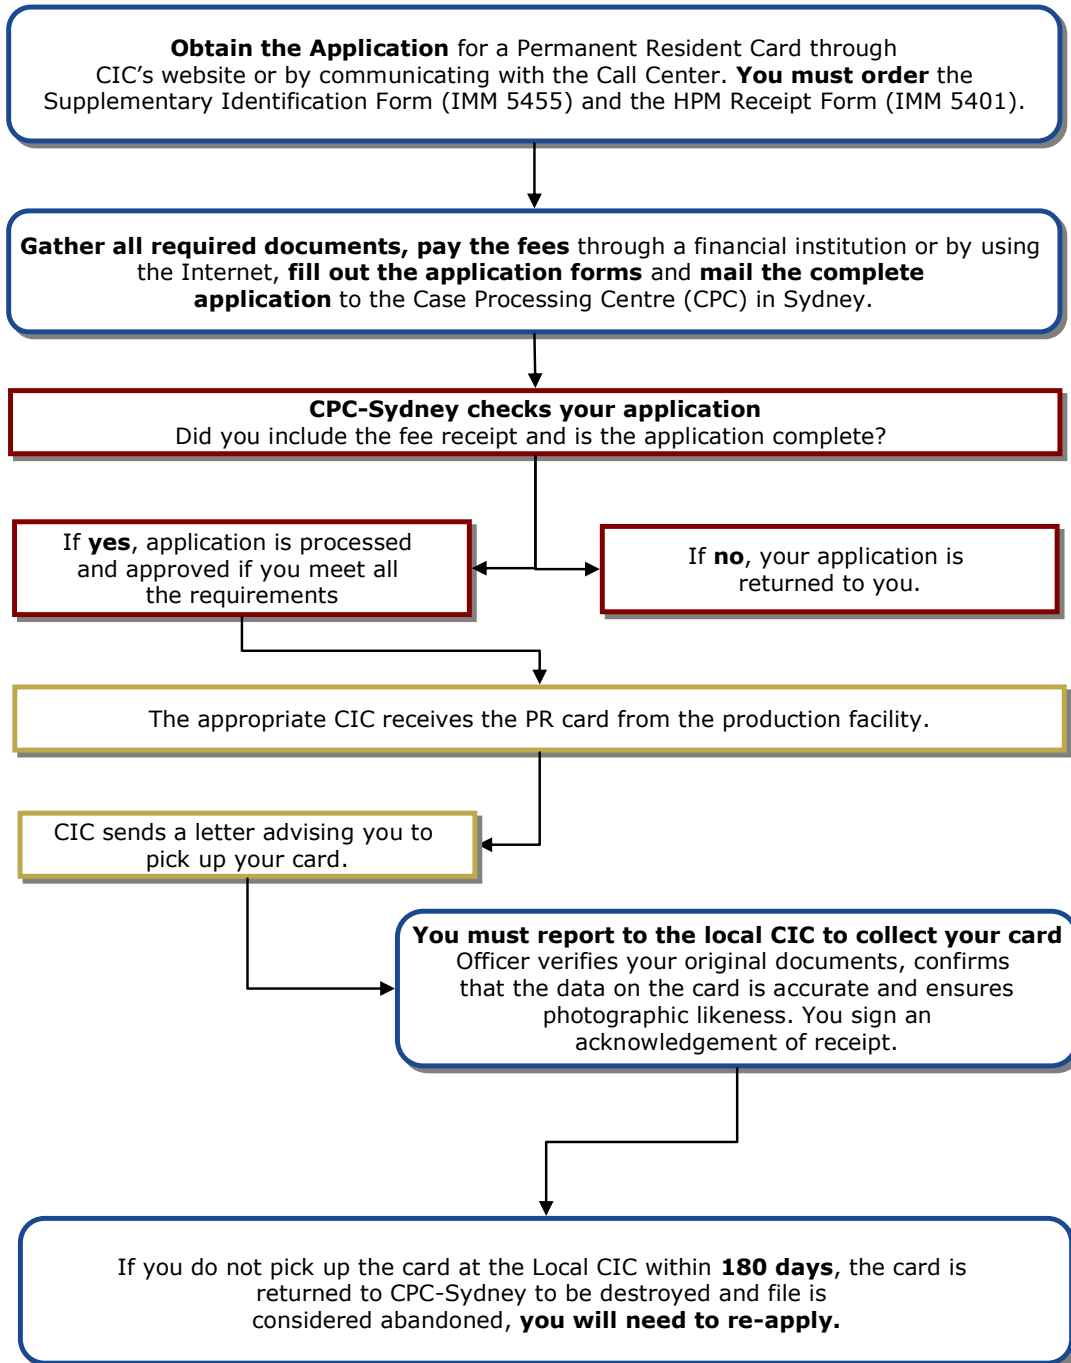 Obtain the Application for a Permanent Resident Card through
CIC's website or by communicating with the Call Center. You must order the
Supplementary Identification Form (IMM 5455) and the HPM Receipt Form (IMM 5401).
Gather all required documents, pay the fees through a financial institution or by using
the Internet, fill out the application forms and mail the complete
application to the Case Processing Centre (CPC) in Sydney.
CPC-Sydney checks your application
Did you include the fee receipt and is the application complete?
If yes, application is processed
and approved if you meet all
the requirements
If no, your application is
returned to you.
The appropriate CIC receives the PR card from the production facility.
CIC sends a letter advising you to
pick up your card.
You must report to the local CIC to collect your card
Officer verifies your original documents, confirms
that the data on the card is accurate and ensures
photographic likeness. You sign an
acknowledgement of receipt.
If you do not pick up the card at the Local CIC within 180 days, the card is
returned to CPC-Sydney to be destroyed and file is
considered abandoned, you will need to re-apply.